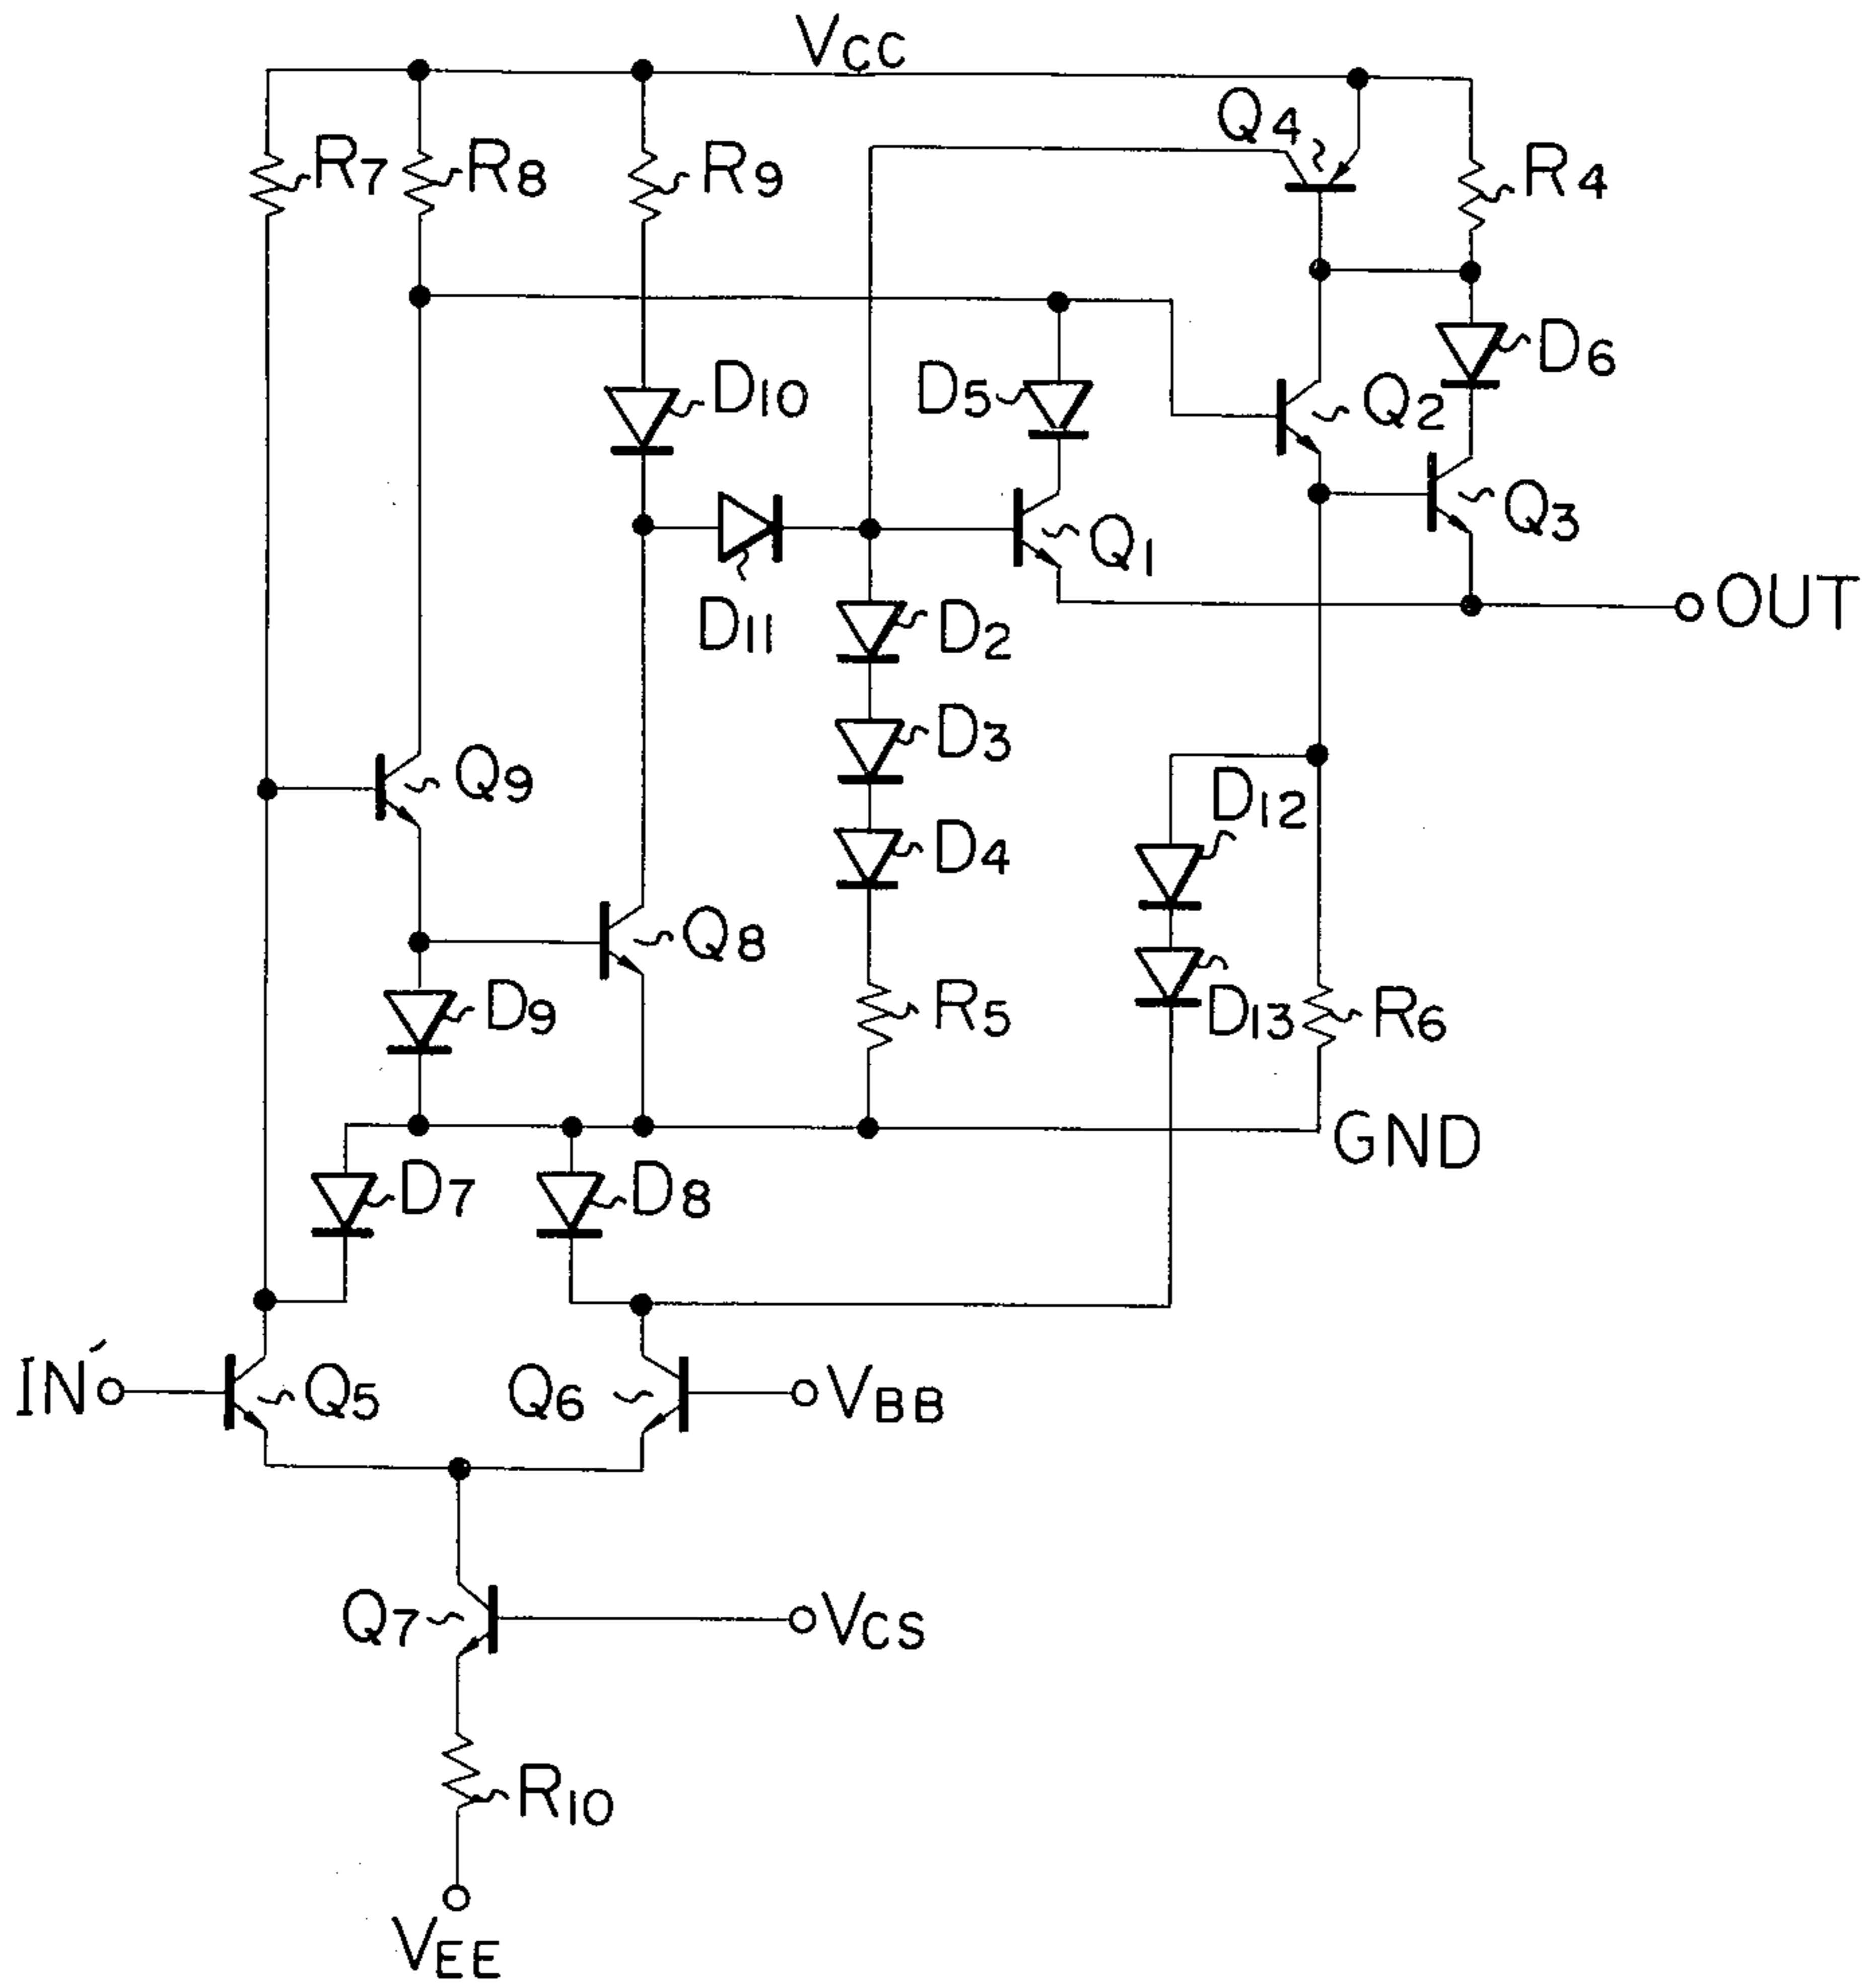 VCC
Q4
R7
R8
R9
R4
D10
D5
Q2
D6
Q1
Q3
D11
D2
OUT
D3
Q9
D12
D4
Q8
D9
R5
D13
R6
GND
D7
D8
IN´
Q5
Q6
VBB
Q7
VCS
R10
VEE